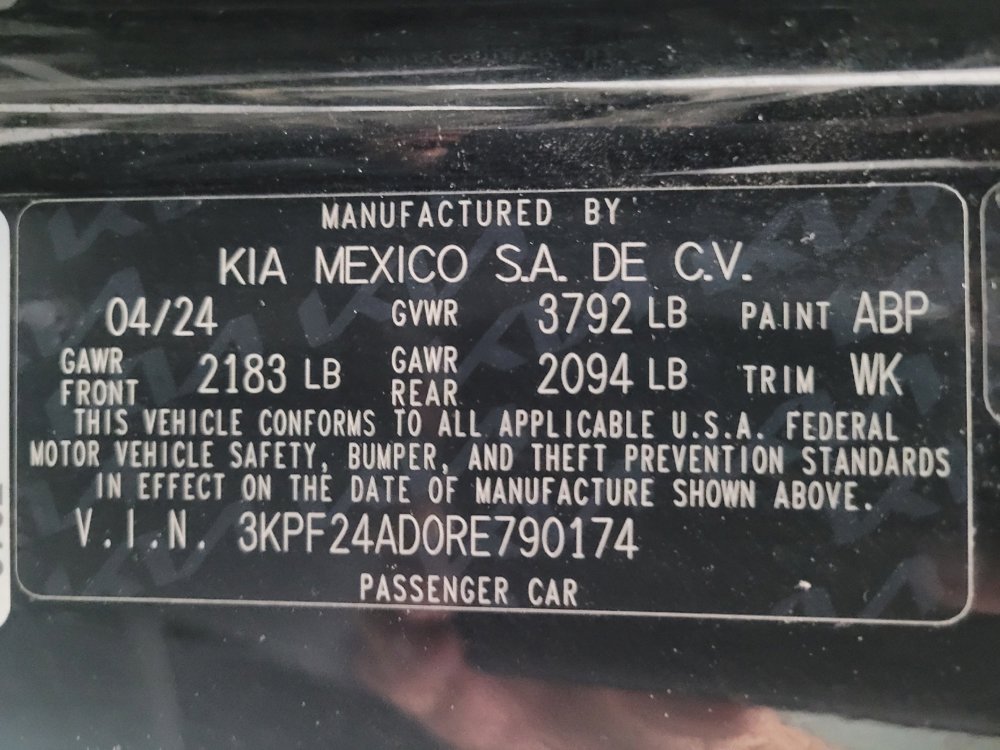 MANUFACTURED BY
KIA MEXICO S.A. DE C.V.
04/24 GVWR 3792 LB PAINT ABP
GAWR FRONT 2183 LB GAWR REAR 2094 LB TRIM WK
THIS VEHICLE CONFORMS TO ALL APPLICABLE U.S.A. FEDERAL
MOTOR VEHICLE SAFETY, BUMPER, AND THEFT PREVENTION STANDARDS
IN EFFECT ON THE DATE OF MANUFACTURE SHOWN ABOVE.
V.I.N. 3KPF24AD0RE790174
PASSENGER CAR